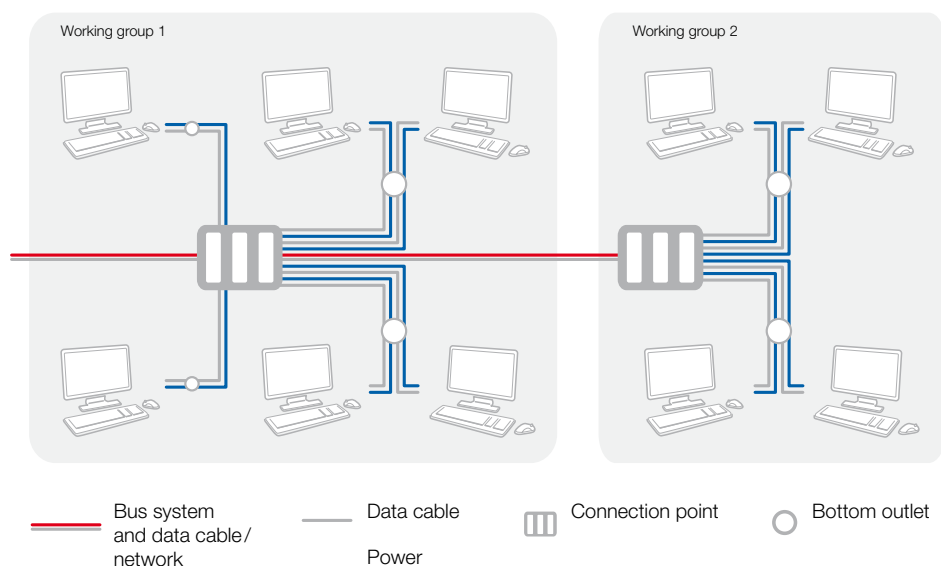 Working group 1
Working group 2
Bus system
and data cable/
network
Data cable
Power
Connection point
Bottom outlet